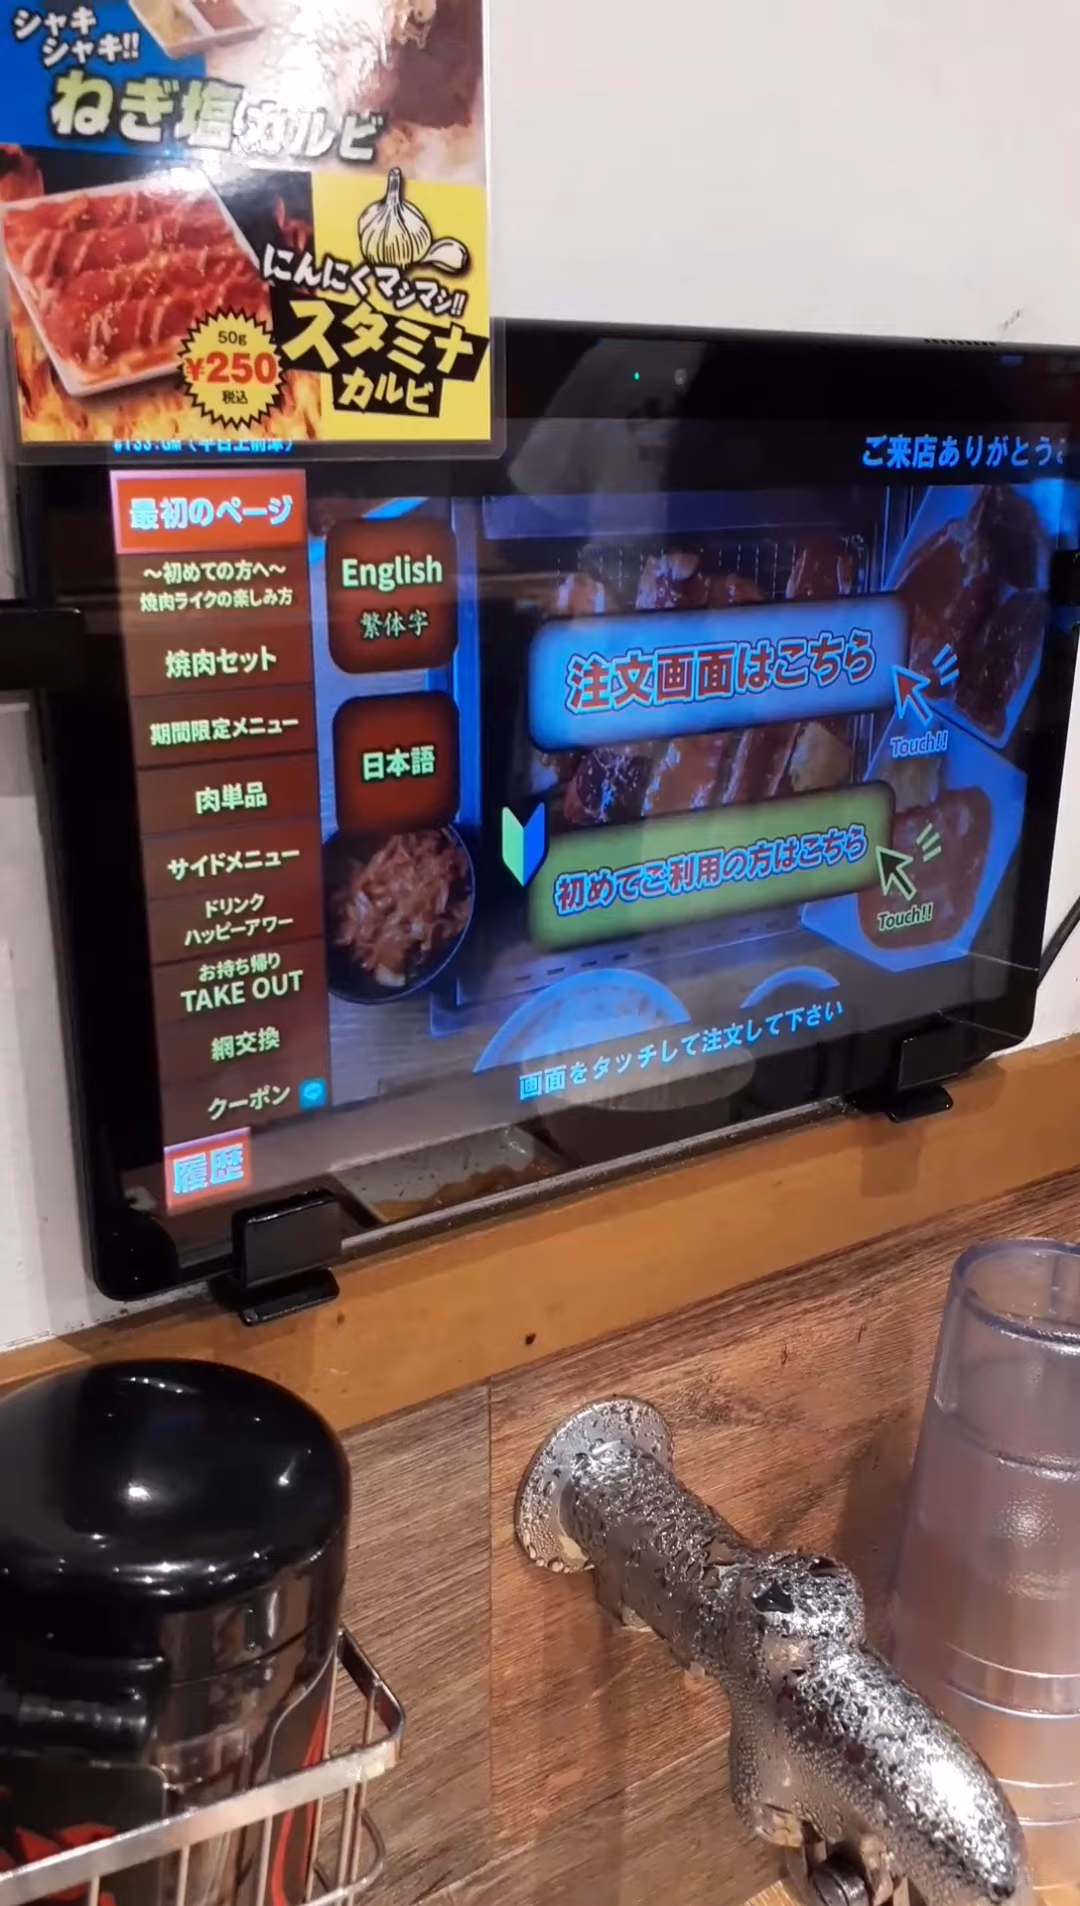 シャキ
シャキ!!
ねぎ塩カルビ
にんにくマシマシ!!
スタミナ
カルビ
50g
¥250
税込
ご来店ありがとう
最初のページ
～初めての方へ～
焼肉ライクの楽しみ方
焼肉セット
期間限定メニュー
肉単品
サイドメニュー
ドリンク
ハッピーアワー
お持ち帰り
TAKE OUT
網交換
クーポン
履歴
English
繁体字
日本語
注文画面はこちら
Touch!!
初めてご利用の方はこちら
Touch!!
画面をタッチして注文して下さい